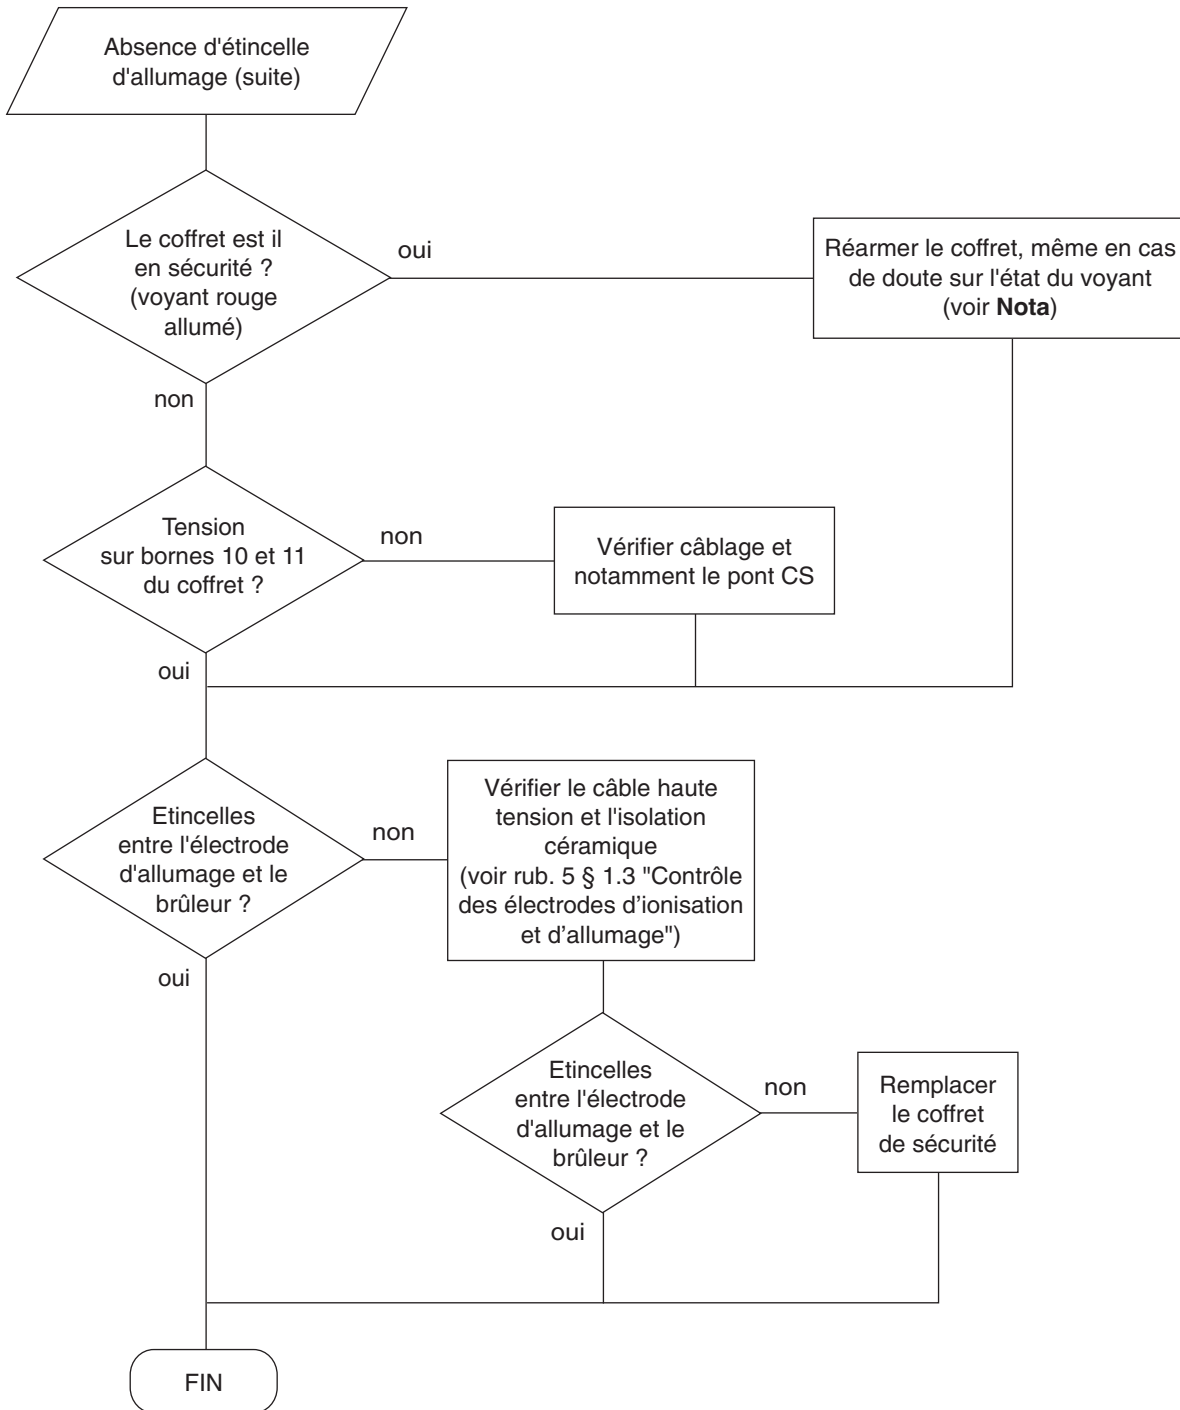 Absence d'étincelle
d'allumage (suite)
Le coffret est il
en sécurité ?
(voyant rouge
allumé)
oui
Réarmer le coffret, même en cas
de doute sur l'état du voyant
(voir Nota)
non
Tension
sur bornes 10 et 11
du coffret ?
non
Vérifier câblage et
notamment le pont CS
oui
Etincelles
entre l'électrode
d'allumage et le
brûleur ?
non
Vérifier le câble haute
tension et l'isolation
céramique
(voir rub. 5 § 1.3 "Contrôle
des électrodes d’ionisation
et d’allumage")
oui
Etincelles
entre l'électrode
d'allumage et le
brûleur ?
non
Remplacer
le coffret
de sécurité
oui
FIN